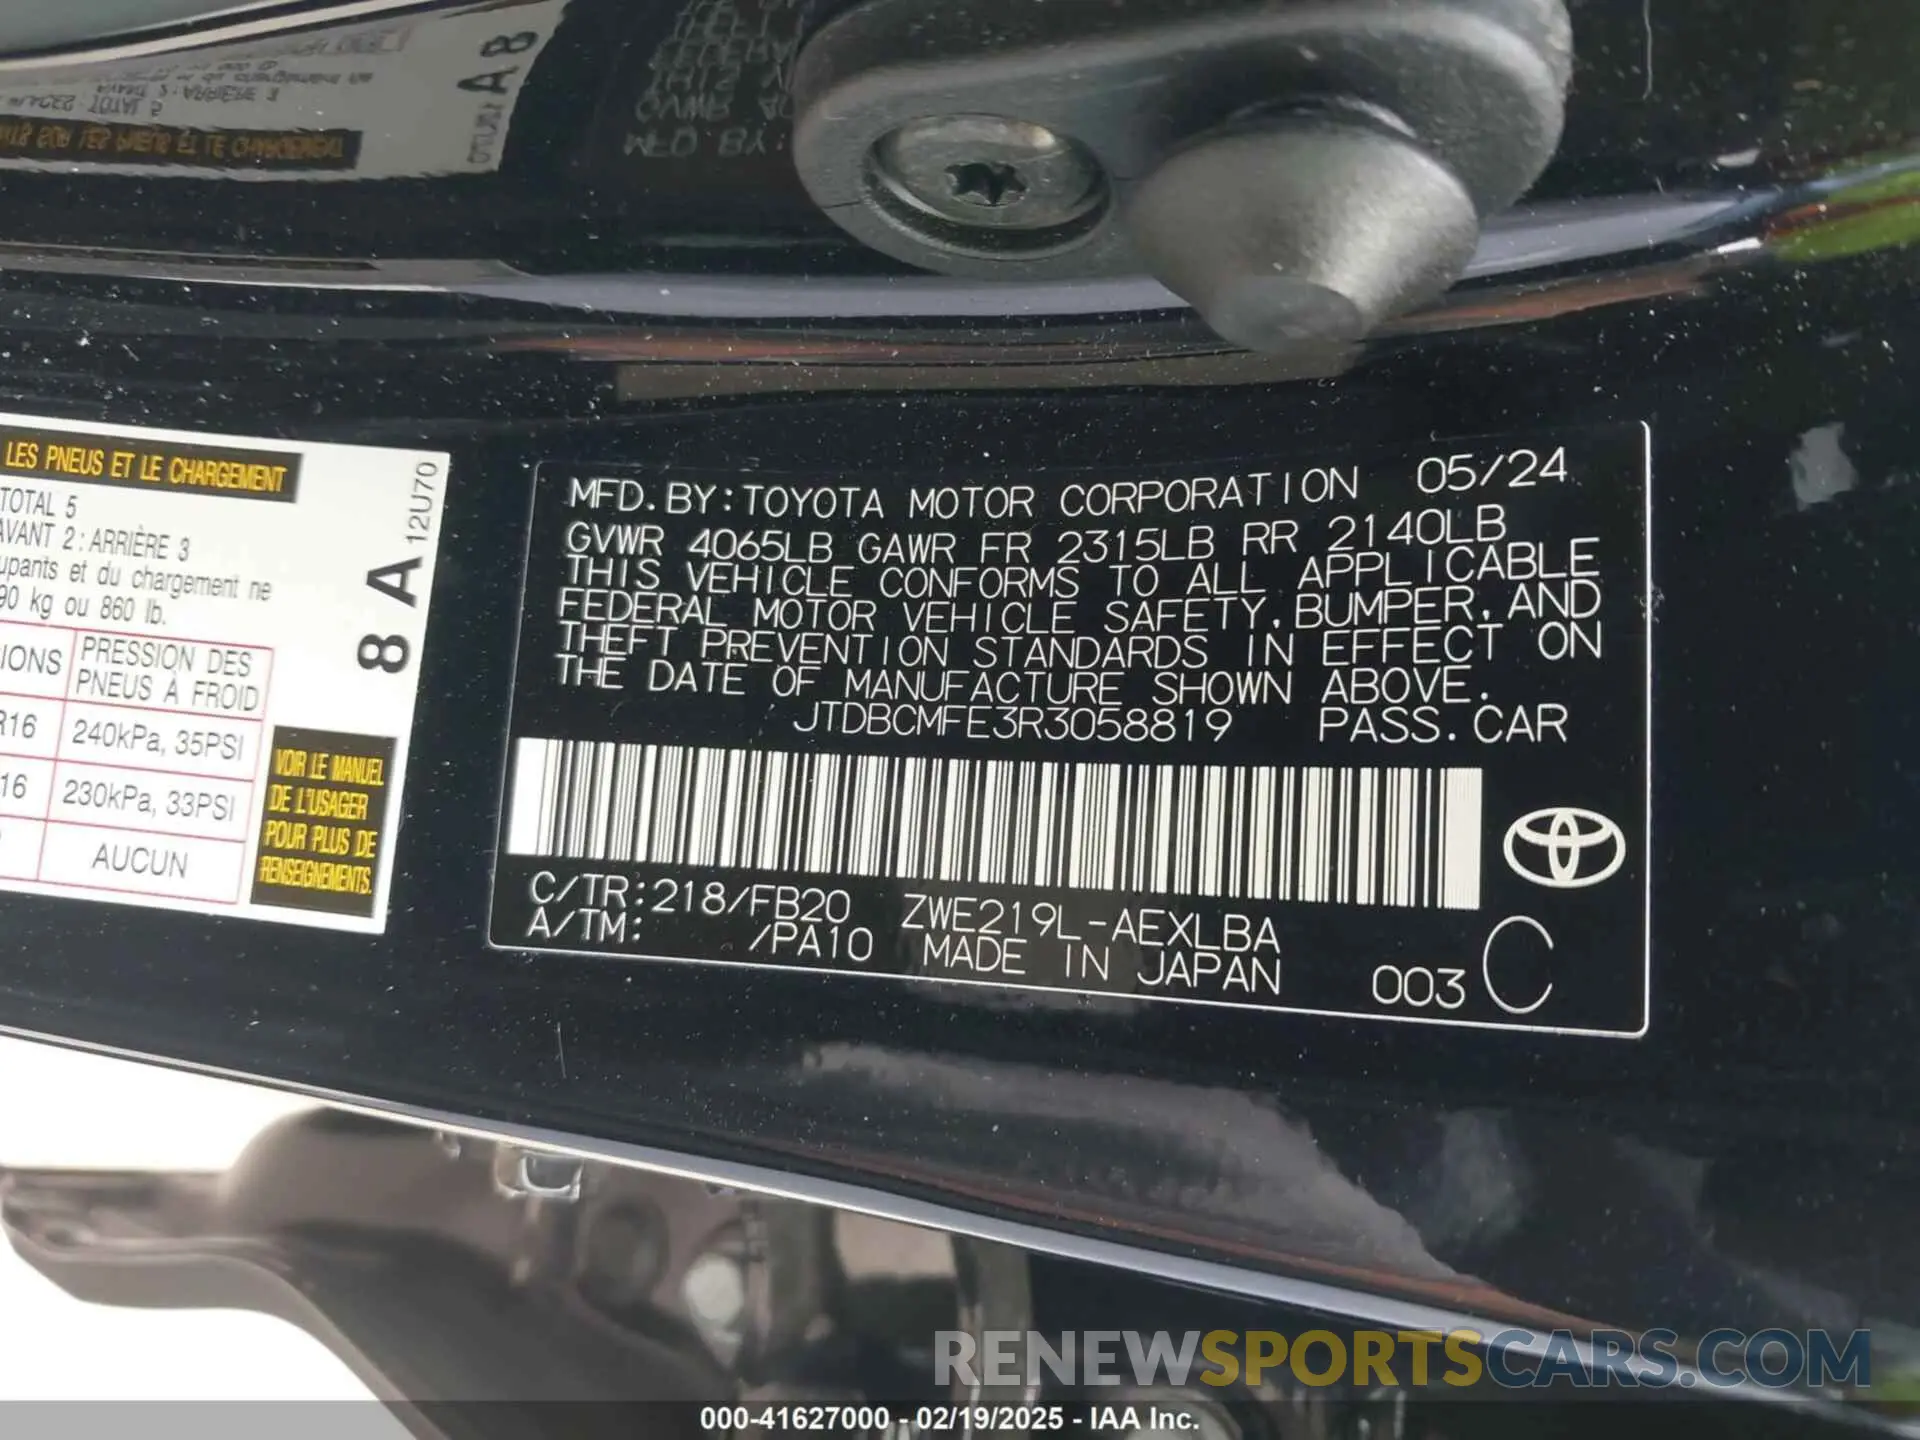 LES PNEUS ET LE CHARGEMENT
TOTAL 5
AVANT 2 : ARRIÈRE 3
upants et du chargement ne
90 kg ou 860 lb.
IONS PRESSION DES
PNEUS À FROID
R16 240kPa, 35PSI
16 230kPa, 33PSI
AUCUN
VOIR LE MANUEL
DE L'USAGER
POUR PLUS DE
RENSEIGNEMENTS.
8 A 12U70
MFD.BY:TOYOTA MOTOR CORPORATION 05/24
GVWR 4065LB GAWR FR 2315LB RR 2140LB
THIS VEHICLE CONFORMS TO ALL APPLICABLE
FEDERAL MOTOR VEHICLE SAFETY, BUMPER, AND
THEFT PREVENTION STANDARDS IN EFFECT ON
THE DATE OF MANUFACTURE SHOWN ABOVE.
JTDBCMFE3R3058819 PASS.CAR
C/TR:218/FB20 ZWE219L-AEXLBA
A/TM: /PA10 MADE IN JAPAN 003 C
RENEWSPORTSCARS.COM
000-41627000 - 02/19/2025 - IAA Inc.